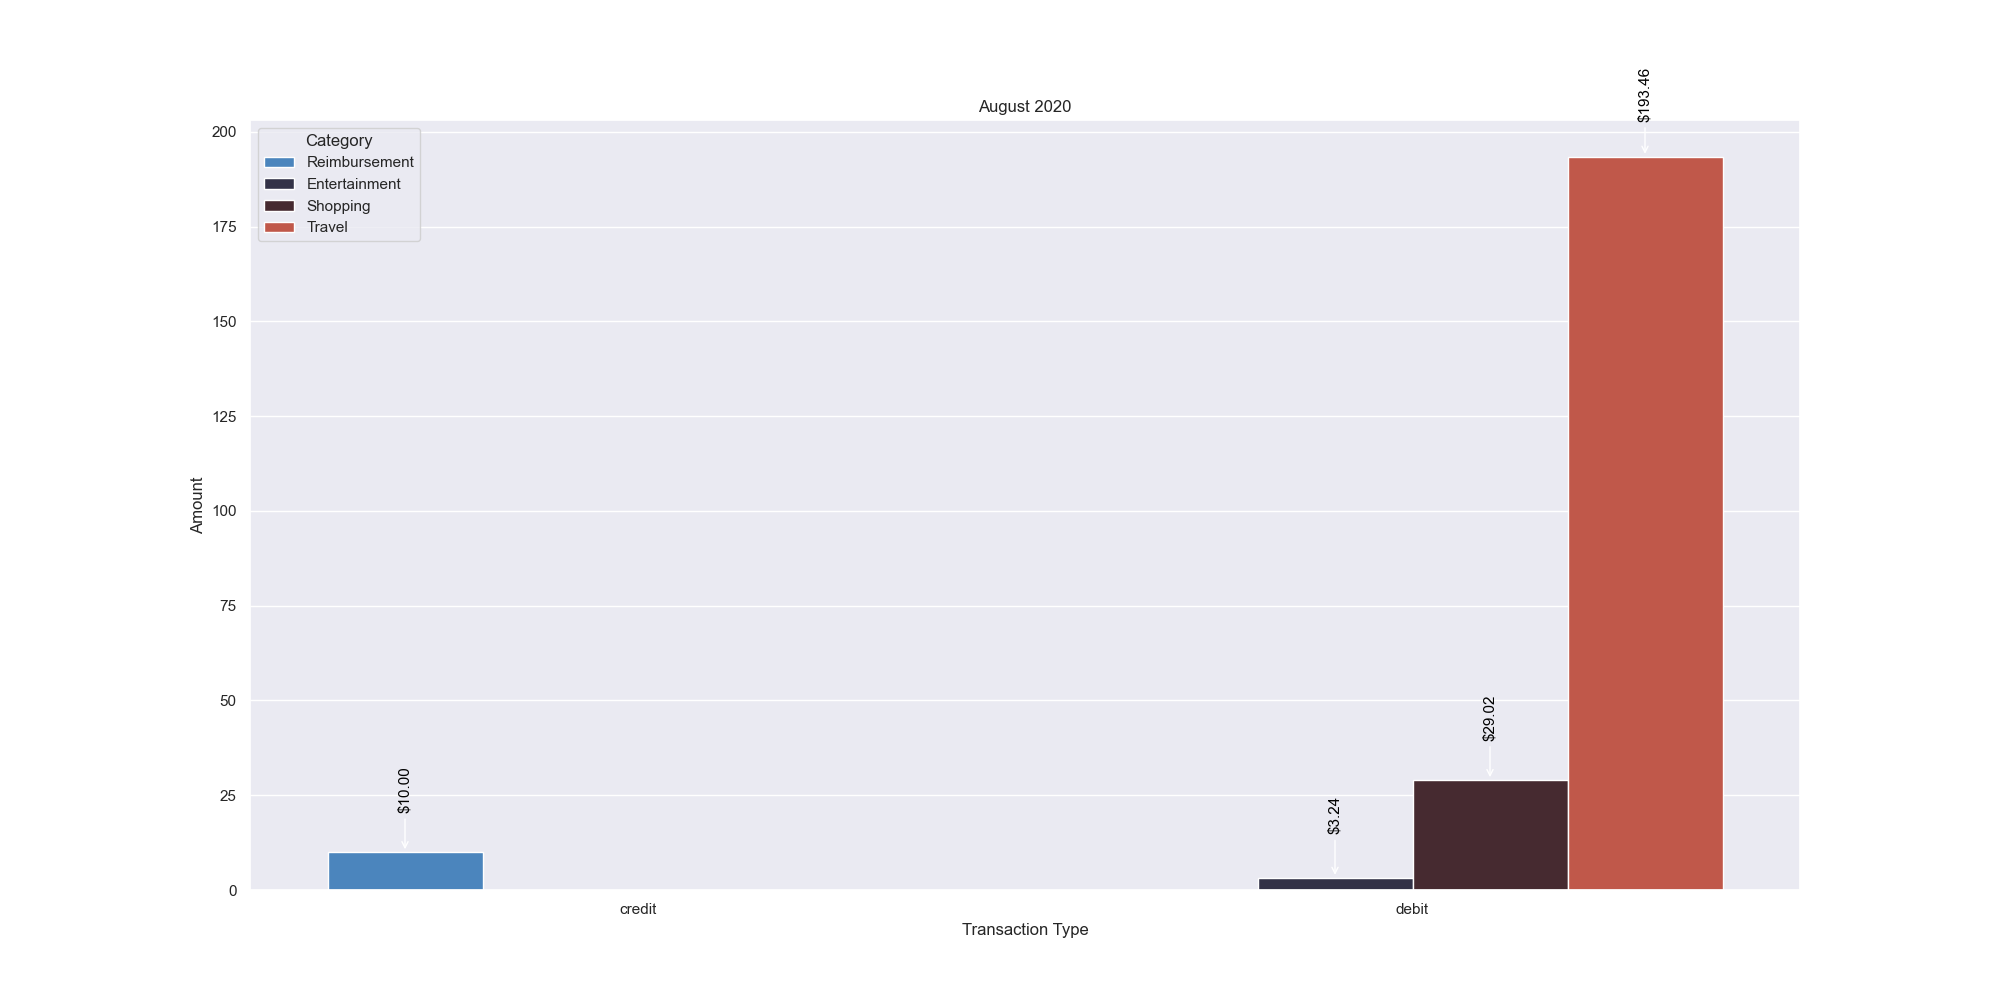 August 2020
$193.46
Category
Reimbursement
Entertainment
Shopping
Travel
200
175
150
125
100
75
50
25
0
Amount
$10.00
$3.24
$29.02
credit
debit
Transaction Type